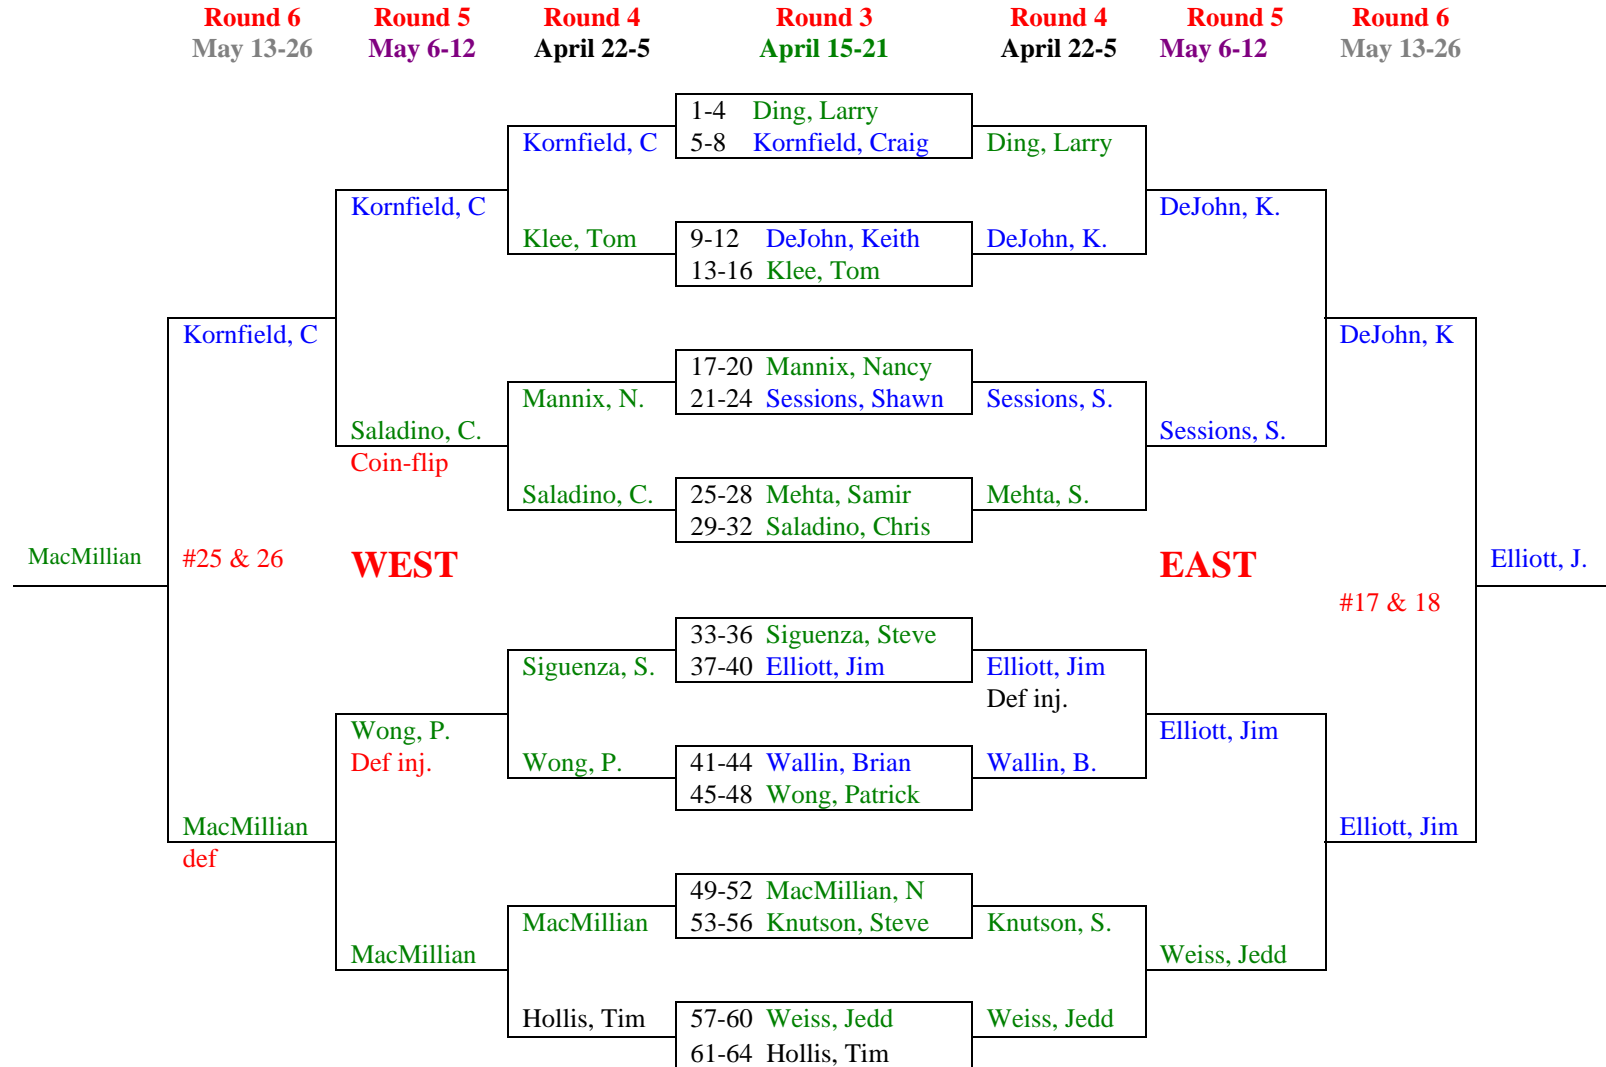 Round 6 Round 5 Round 4 Round 3 Round 4 Round 5 Round 6
May 13-26 May 6-12 April 22-5 April 15-21 April 22-5 May 6-12 May 13-26
1-4 Ding, Larry
Kornfield, C 5-8 Kornfield, Craig Ding, Larry
Kornfield, C DeJohn, K.
Klee, Tom 9-12 DeJohn, Keith DeJohn, K.
13-16 Klee, Tom
Kornfield, C DeJohn, K
17-20 Mannix, Nancy
Mannix, N. 21-24 Sessions, Shawn Sessions, S.
Saladino, C. Sessions, S.
Coin-flip
Saladino, C. 25-28 Mehta, Samir Mehta, S.
29-32 Saladino, Chris
MacMillian #25 & 26 WEST EAST Elliott, J.
#17 & 18
33-36 Siguenza, Steve
Siguenza, S. 37-40 Elliott, Jim Elliott, Jim
Def inj.
Wong, P. Elliott, Jim
Def inj. Wong, P. 41-44 Wallin, Brian Wallin, B.
45-48 Wong, Patrick
MacMillian Elliott, Jim
def
49-52 MacMillian, N
MacMillian 53-56 Knutson, Steve Knutson, S.
MacMillian Weiss, Jedd
Hollis, Tim 57-60 Weiss, Jedd Weiss, Jedd
61-64 Hollis, Tim